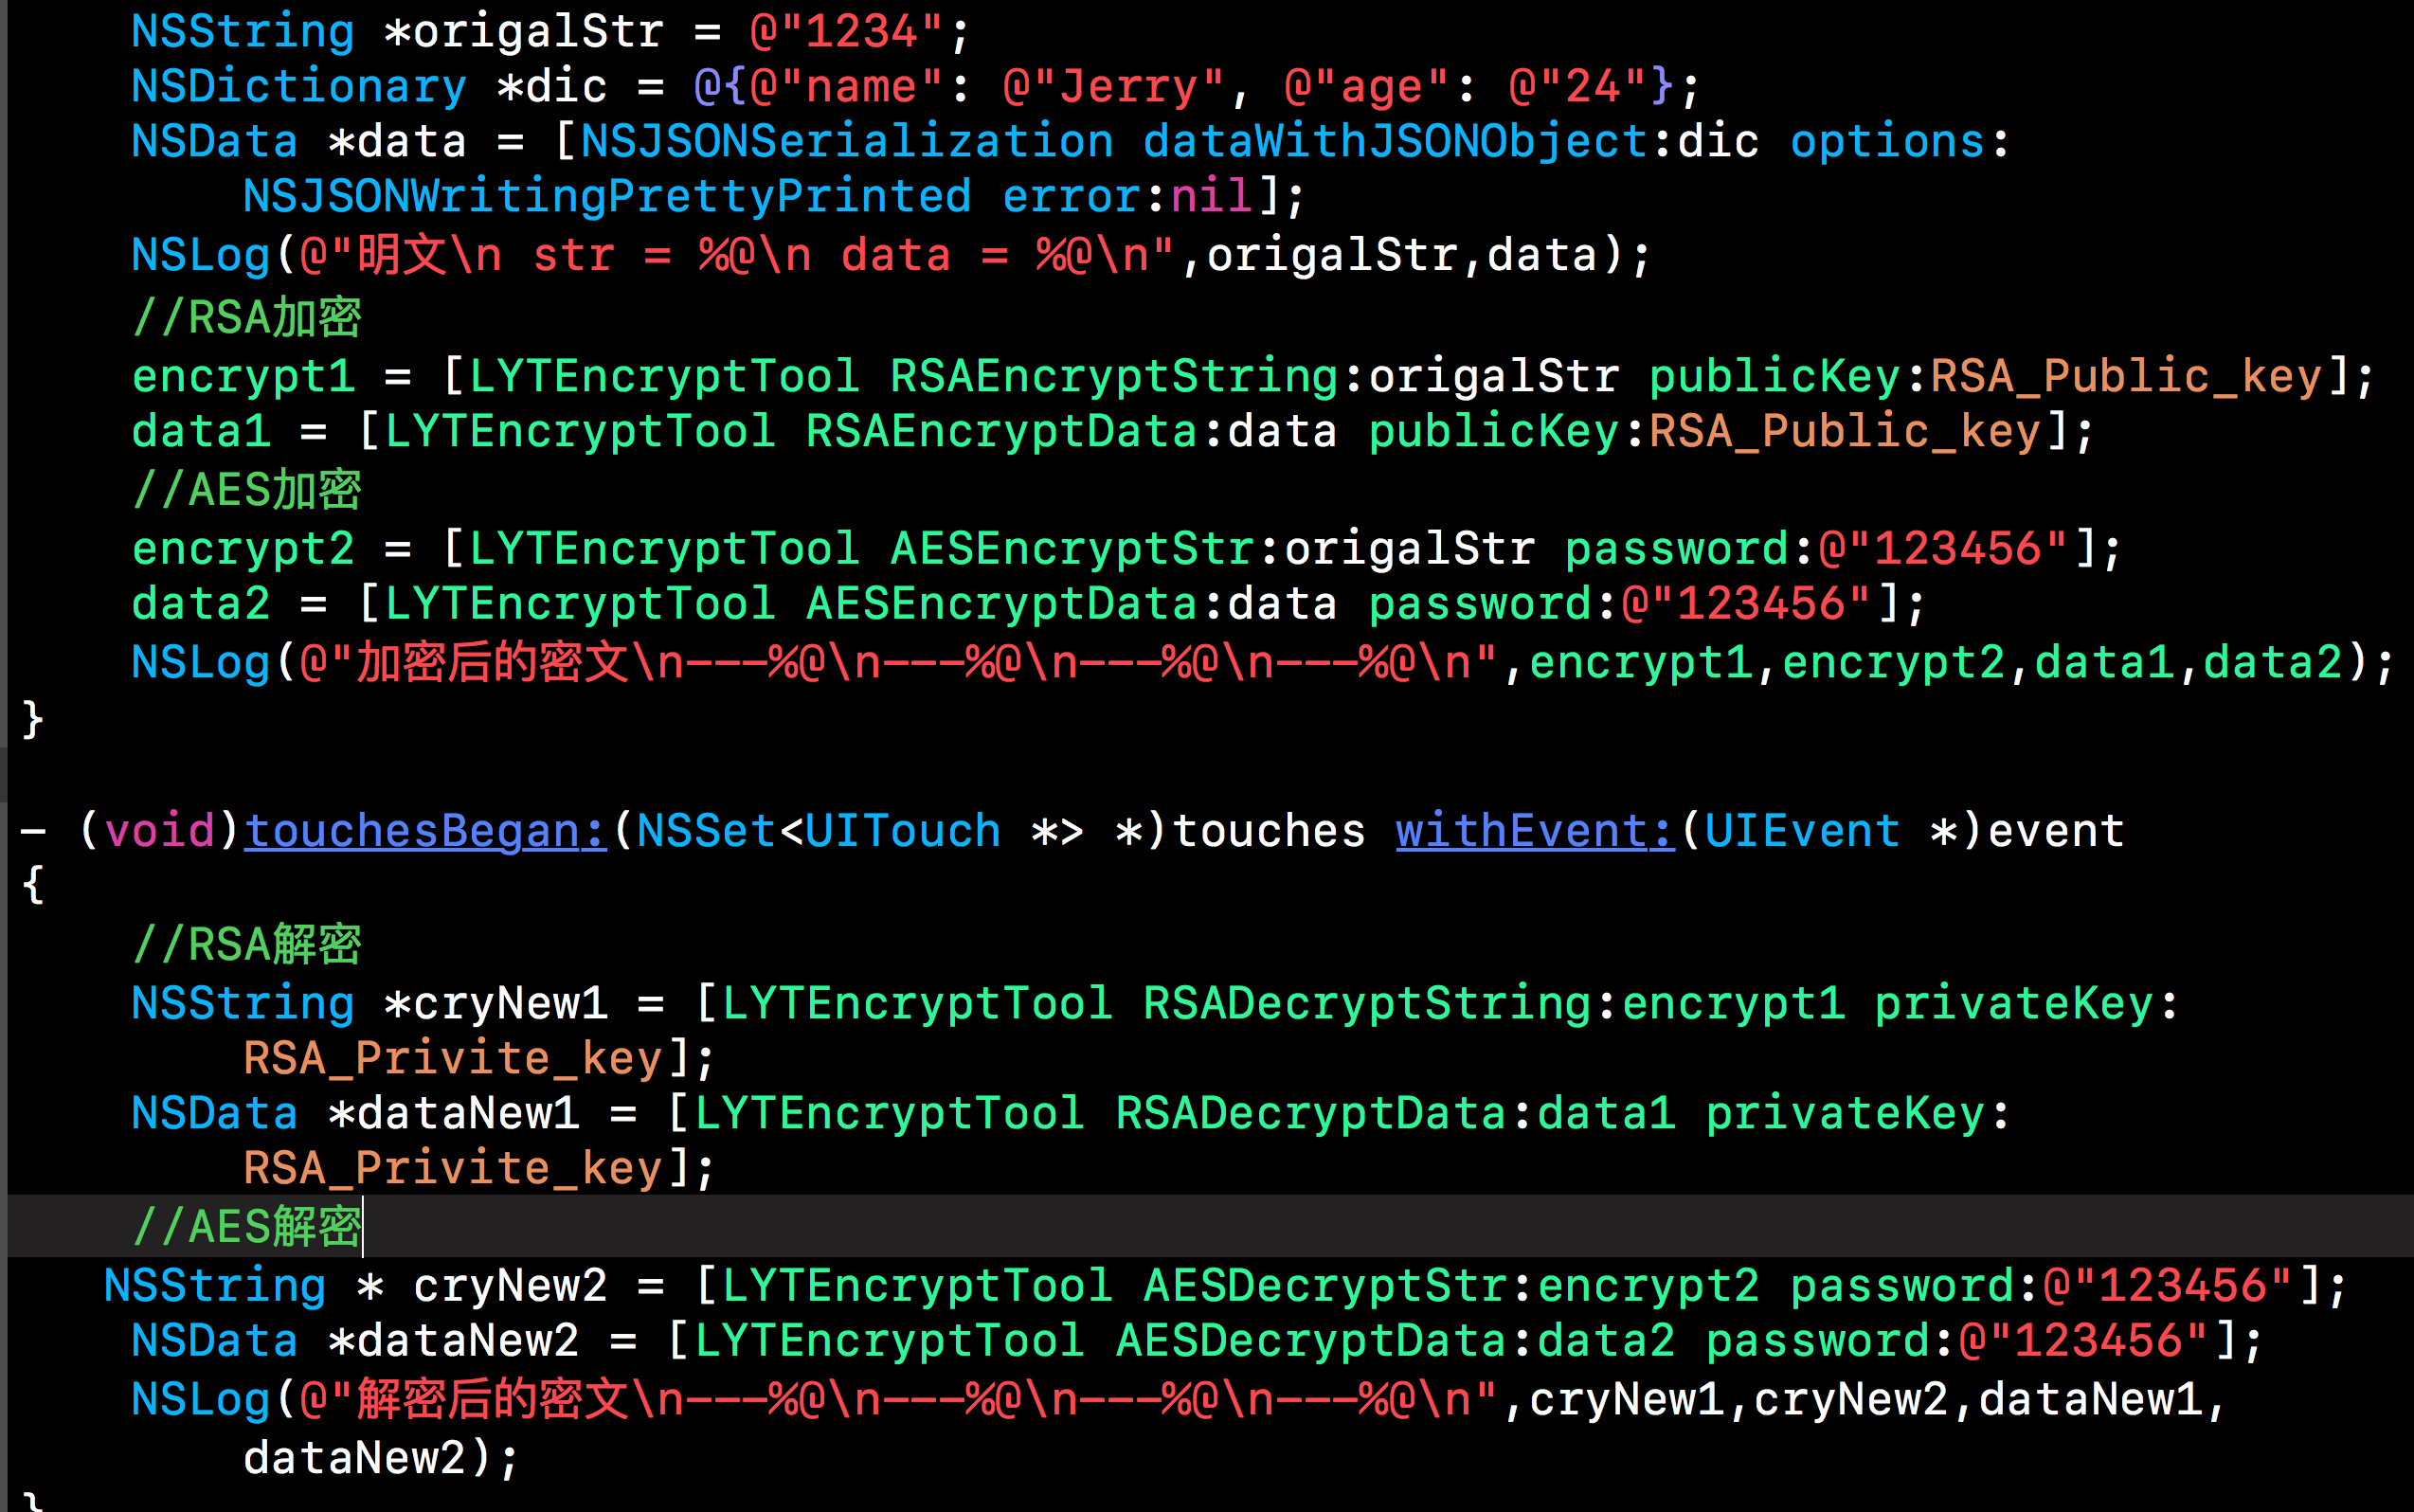 NSString *origalStr = @"1234";
NSDictionary *dic = @{@"name": @"Jerry", @"age": @"24"};
NSData *data = [NSJSONSerialization dataWithJSONObject:dic options:
NSJSONWritingPrettyPrinted error:nil];
NSLog(@"明文\n str = %@\n data = %@\n",origalStr,data);
//RSA加密
encrypt1 = [LYTEncryptTool RSAEncryptString:origalStr publicKey:RSA_Public_key];
data1 = [LYTEncryptTool RSAEncryptData:data publicKey:RSA_Public_key];
//AES加密
encrypt2 = [LYTEncryptTool AESEncryptStr:origalStr password:@"123456"];
data2 = [LYTEncryptTool AESEncryptData:data password:@"123456"];
NSLog(@"加密后的密文\n---%@\n---%@\n---%@\n---%@\n",encrypt1,encrypt2,data1,data2);
}
- (void)touchesBegan:(NSSet<UITouch *> *)touches withEvent:(UIEvent *)event
{
//RSA解密
NSString *cryNew1 = [LYTEncryptTool RSADecryptString:encrypt1 privateKey:
RSA_Privite_key];
NSData *dataNew1 = [LYTEncryptTool RSADecryptData:data1 privateKey:
RSA_Privite_key];
//AES解密
NSString * cryNew2 = [LYTEncryptTool AESDecryptStr:encrypt2 password:@"123456"];
NSData *dataNew2 = [LYTEncryptTool AESDecryptData:data2 password:@"123456"];
NSLog(@"解密后的密文\n---%@\n---%@\n---%@\n---%@\n",cryNew1,cryNew2,dataNew1,
dataNew2);
}